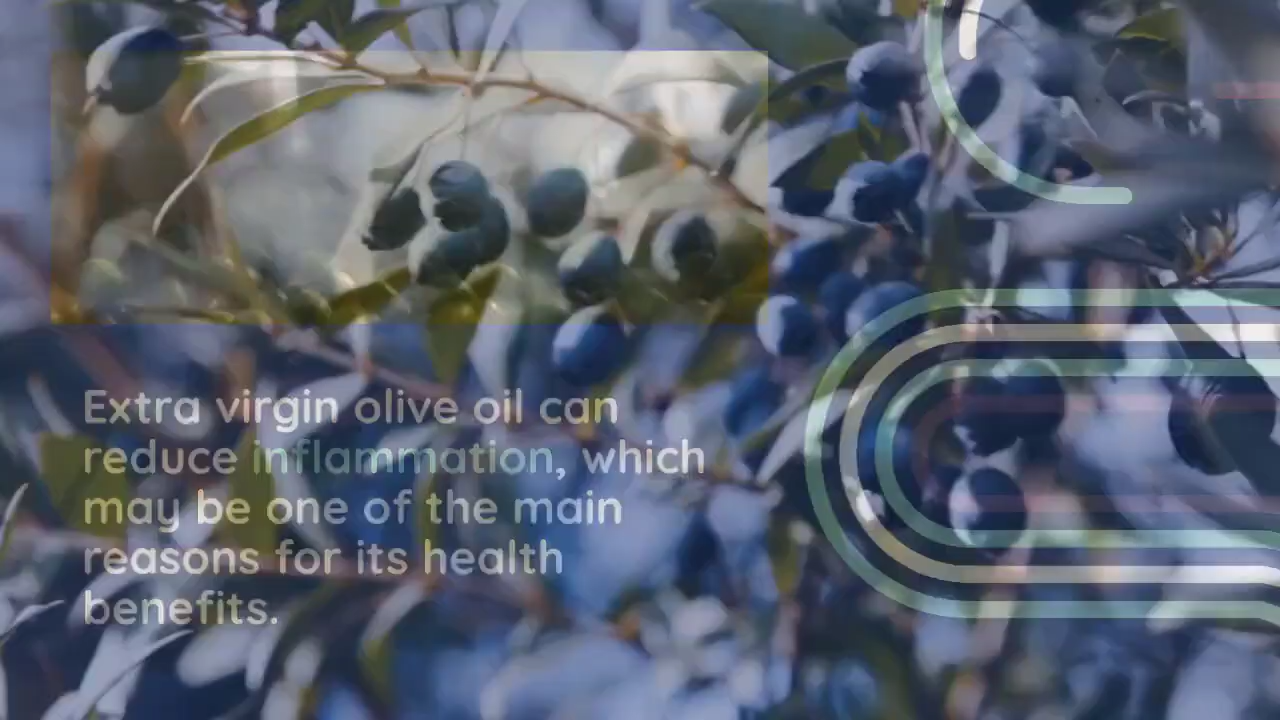 Extra virgin olive oil can
reduce inflammation, which
may be one of the main
reasons for its health
benefits.